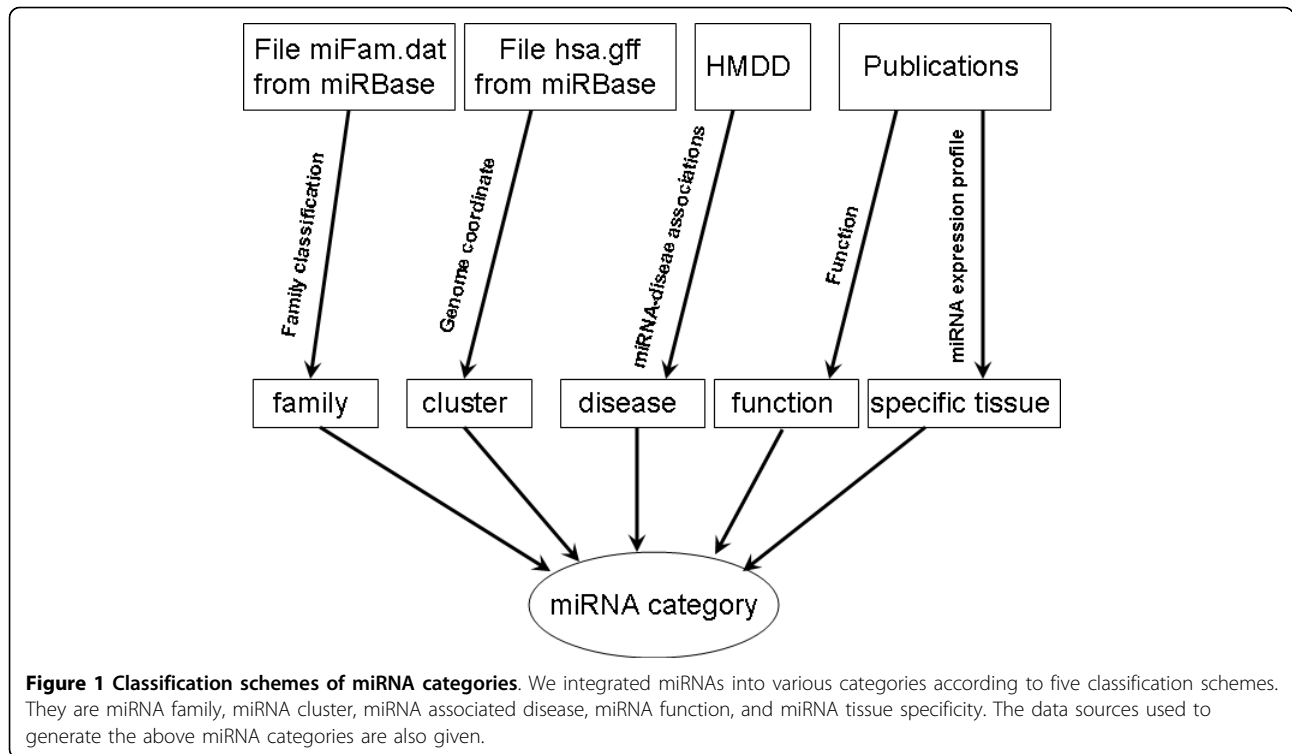 File miFam.dat
from miRBase
File hsa.gff
from miRBase
HMDD
Publications
Family classification
Genome coordinate
miRNA-diseae associations
Function
miRNA expression profile
family
cluster
disease
function
specific tissue
miRNA category
Figure 1 Classification schemes of miRNA categories. We integrated miRNAs into various categories according to five classification schemes.
They are miRNA family, miRNA cluster, miRNA associated disease, miRNA function, and miRNA tissue specificity. The data sources used to
generate the above miRNA categories are also given.